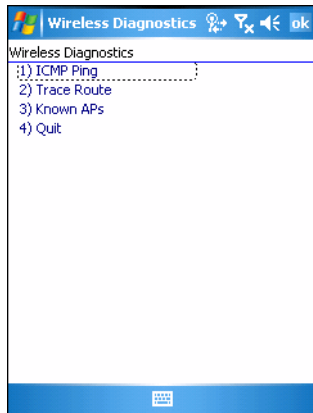 Wireless Diagnostics ok
Wireless Diagnostics
1) ICMP Ping
2) Trace Route
3) Known APs
4) Quit